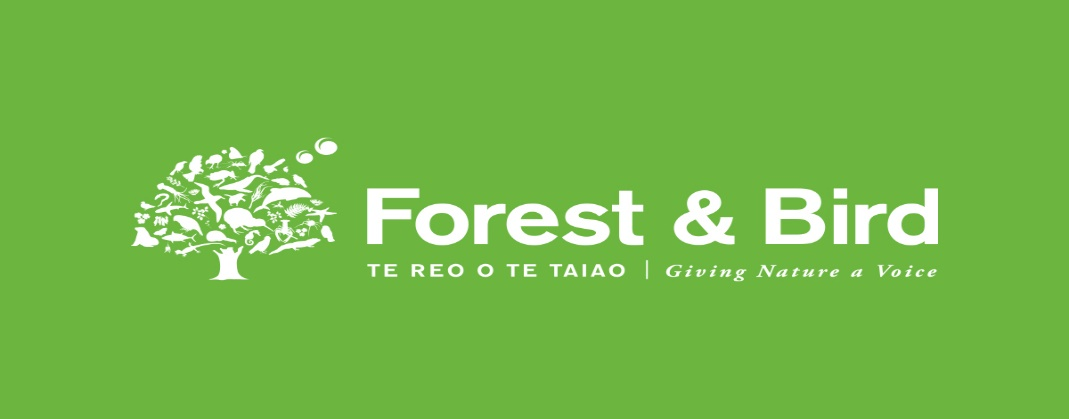 Forest & Bird
TE REO O TE TAIAO | Giving Nature a Voice